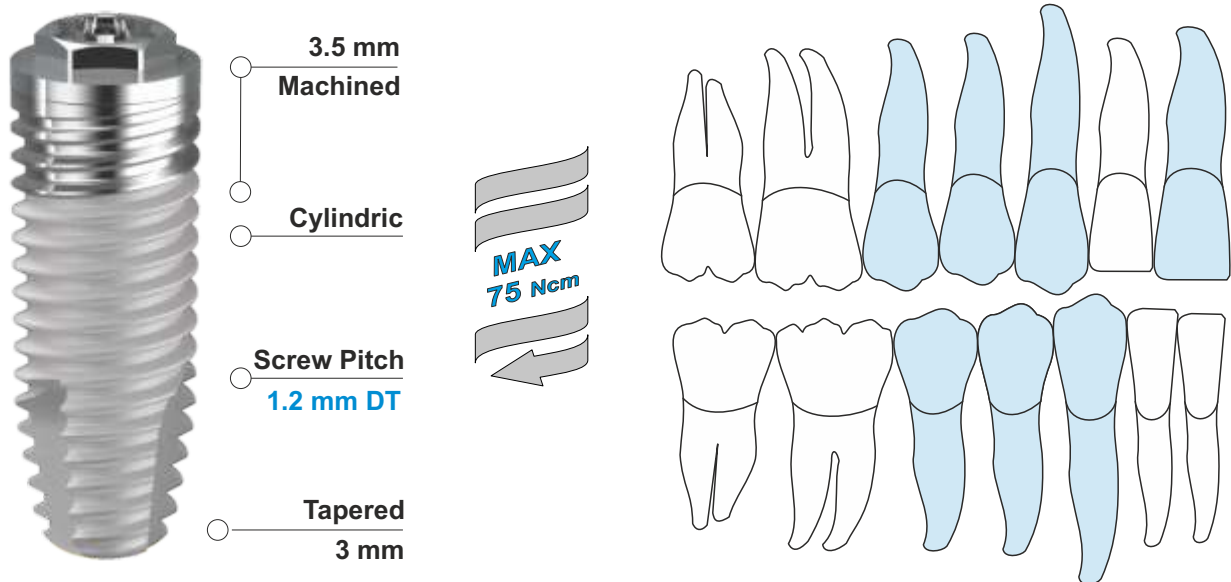 3.5 mm
Machined
Cylindric
MAX
75 Ncm
Screw Pitch
1.2 mm DT
Tapered
3 mm